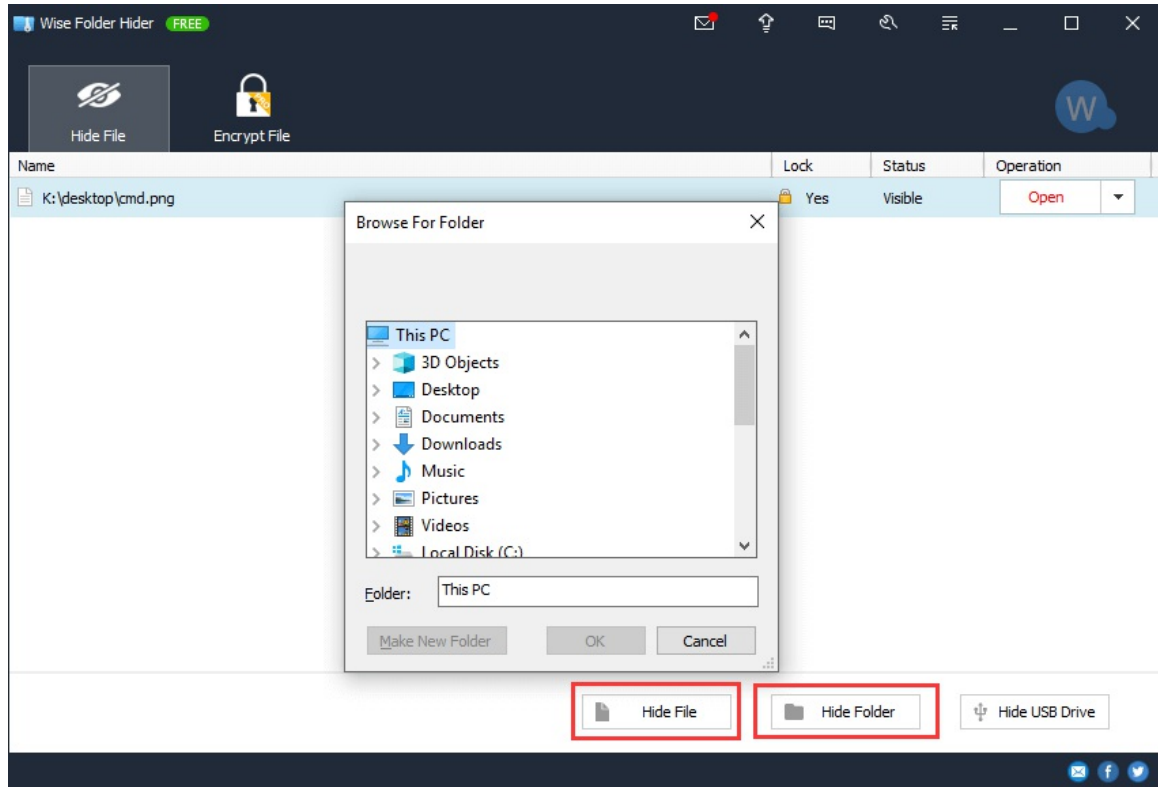 Wise Folder Hider FREE
Hide File
Encrypt File
W
Name Lock Status Operation
K:\desktop\cmd.png Yes Visible Open
Browse For Folder
This PC
3D Objects
Desktop
Documents
Downloads
Music
Pictures
Videos
Local Disk (C:)
Folder: This PC
Make New Folder OK Cancel
Hide File Hide Folder Hide USB Drive